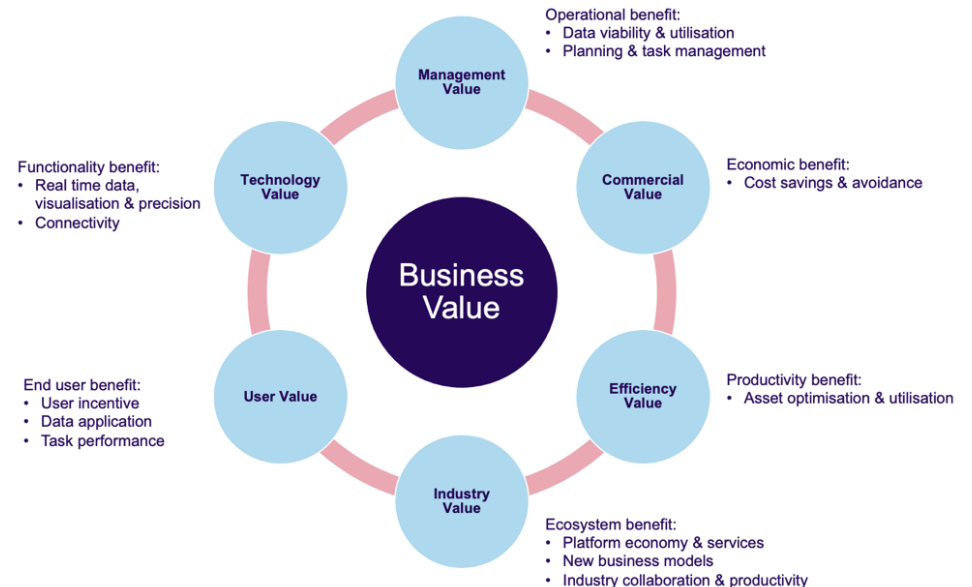 Operational benefit:
• Data viability & utilisation
• Planning & task management
Management
Value
Functionality benefit:
• Real time data,
visualisation & precision
• Connectivity
Technology
Value
Commercial
Value
Economic benefit:
• Cost savings & avoidance
Business
Value
End user benefit:
• User incentive
• Data application
• Task performance
User Value
Efficiency
Value
Productivity benefit:
• Asset optimisation & utilisation
Industry
Value
Ecosystem benefit:
• Platform economy & services
• New business models
• Industry collaboration & productivity